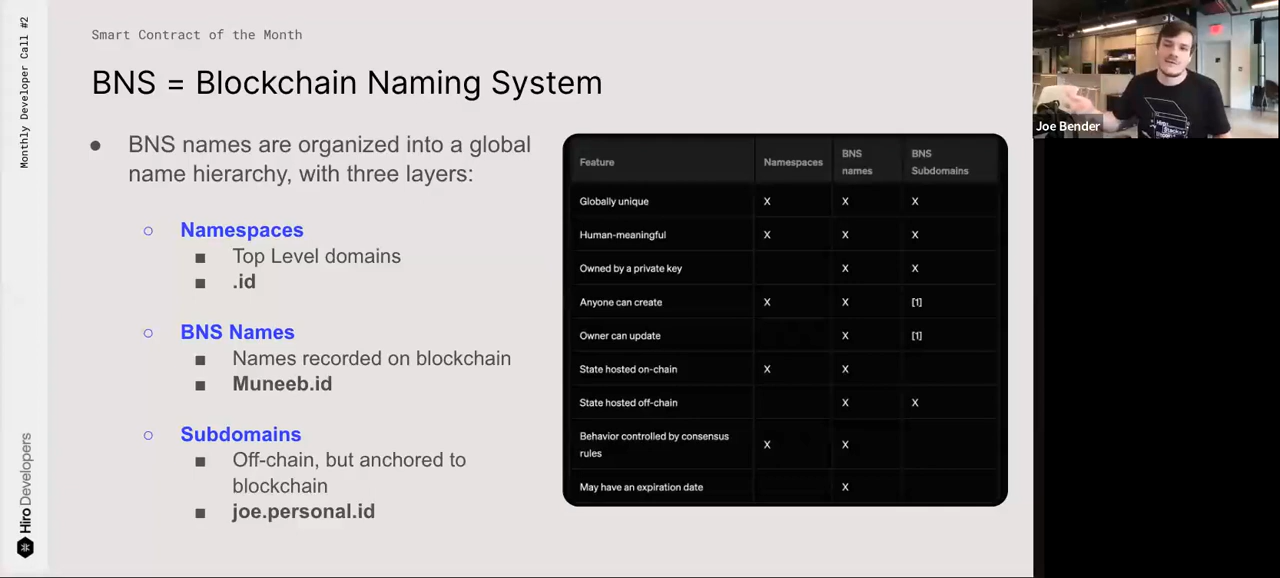 Monthly Developer Call #2
Smart Contract of the Month
BNS = Blockchain Naming System
● BNS names are organized into a global
name hierarchy, with three layers:
○ Namespaces
■ Top Level domains
■ .id
○ BNS Names
■ Names recorded on blockchain
■ Muneeb.id
○ Subdomains
■ Off-chain, but anchored to
blockchain
■ joe.personal.id
Feature Namespaces BNS names BNS Subdomains
Globally unique X X X
Human-meaningful X X X
Owned by a private key X X
Anyone can create X X [1]
Owner can update X [1]
State hosted on-chain X X
State hosted off-chain X X
Behavior controlled by consensus
rules X X
May have an expiration date X
Hiro Developers
Joe Bender